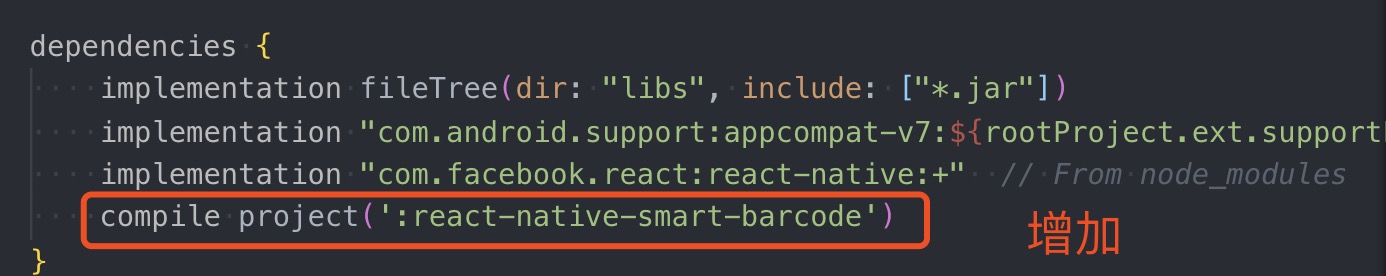 dependencies {
implementation fileTree(dir: "libs", include: ["*.jar"])
implementation "com.android.support:appcompat-v7:${rootProject.ext.support
implementation "com.facebook.react:react-native:+"  // From node_modules
compile project(':react-native-smart-barcode')
增加
}